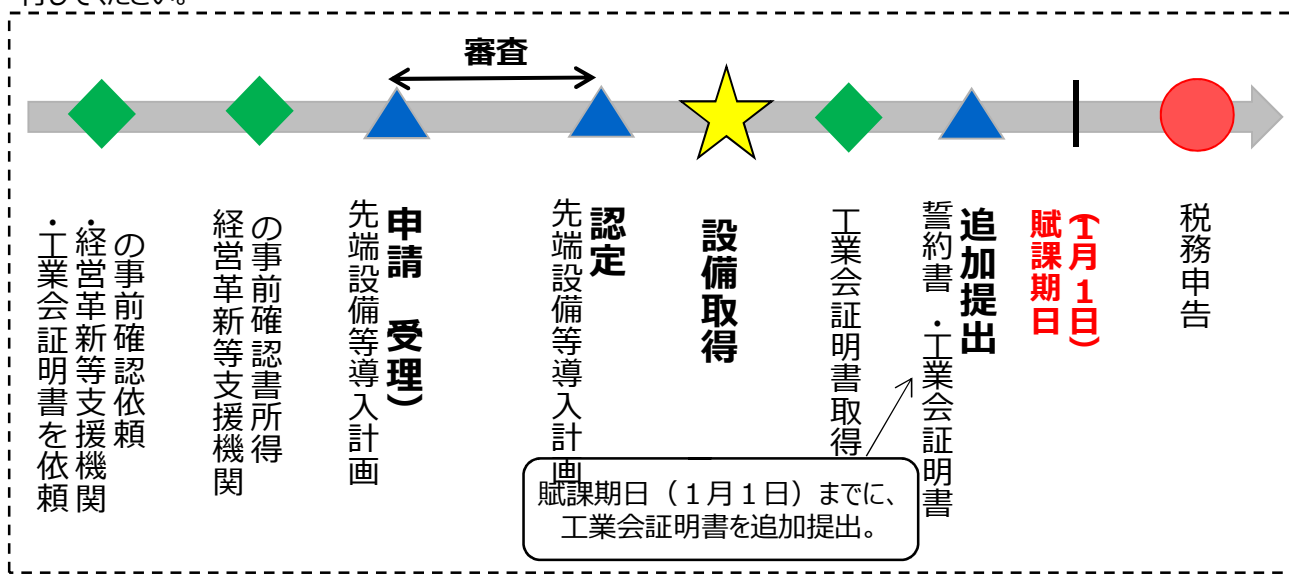 してください。
審査
・工業会証明書を依頼
・経営革新等支援機関
の事前確認依頼
経営革新等支援機関
の事前確認書所得
先端設備等導入計画
申請 受理）
先端設備等導入計画
認定
設備取得
工業会証明書取得
誓約書・工業会証明書
追加提出
賦課期日
（1月1日）
税務申告
賦課期日（１月１日）までに、
工業会証明書を追加提出。